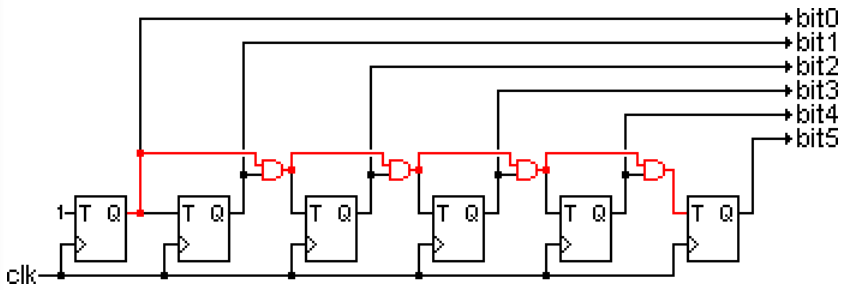 bit0
bit1
bit2
bit3
bit4
bit5
1 T Q T Q T Q T Q T Q T Q
clk